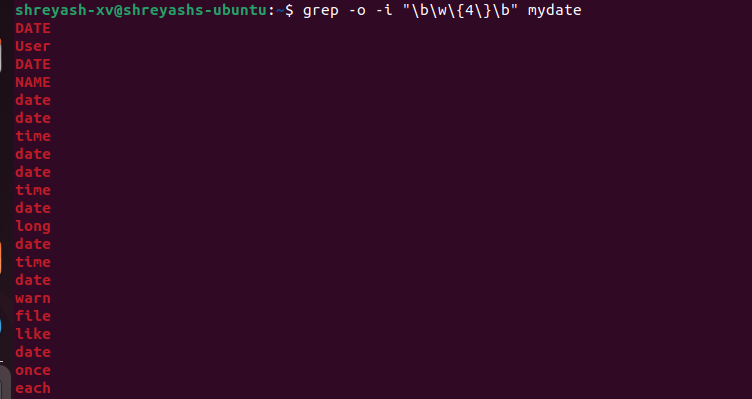 shreyash-xv@shreyashs-ubuntu:~$ grep -o -i "\b\w\{4\}\b" mydate
DATE
User
DATE
NAME
date
date
time
date
date
time
date
long
date
time
date
warn
file
like
date
once
each